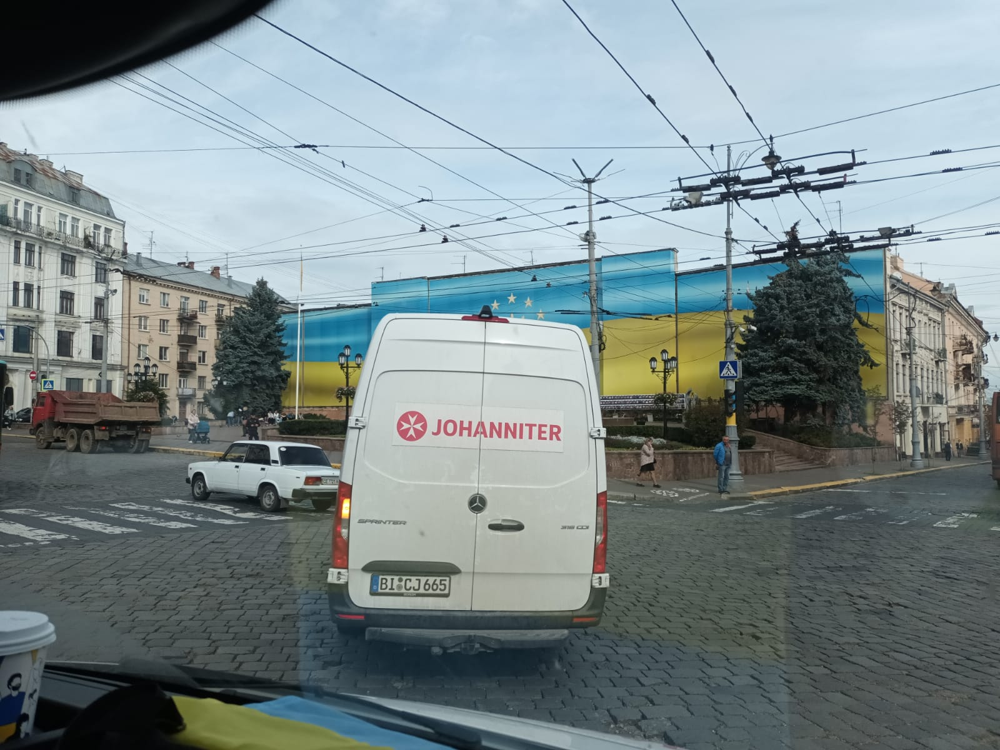 JOHANNITER
SPRINTER
316 CDI
BI CJ 665